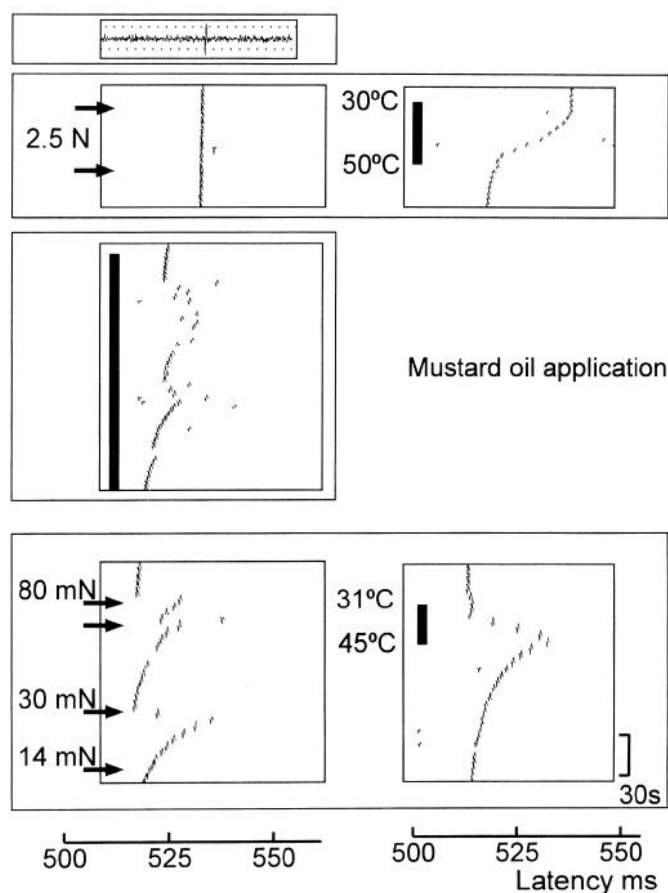 2.5 N
30ºC
50ºC
Mustard oil application
80 mN
30 mN
14 mN
31ºC
45ºC
30s
500 525 550
500 525 550
Latency ms